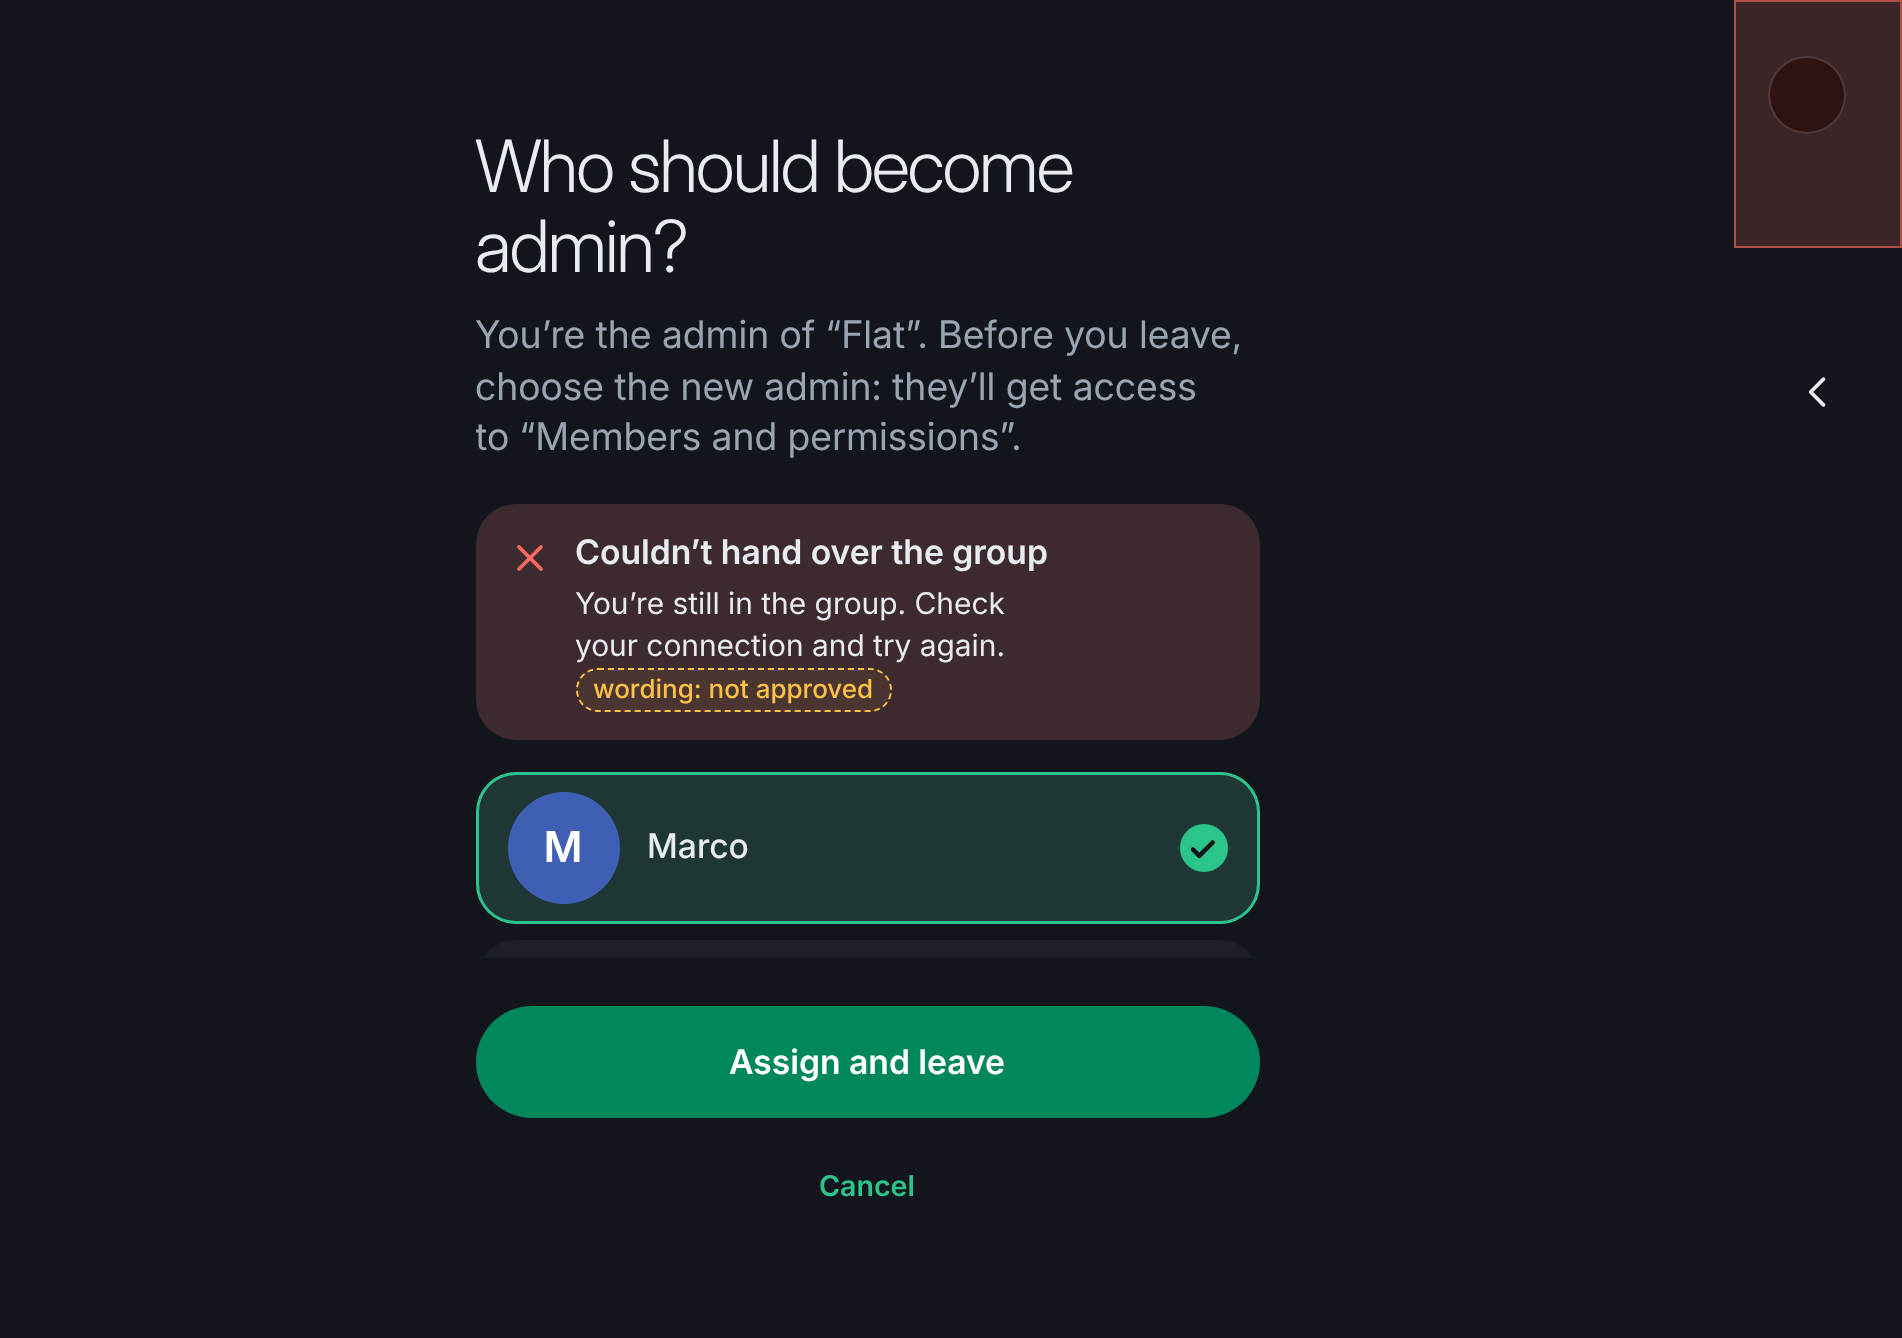 Who should become
admin?
You’re the admin of “Flat”. Before you leave,
choose the new admin: they’ll get access
to “Members and permissions”.
Couldn’t hand over the group
You’re still in the group. Check
your connection and try again.
wording: not approved
M
Marco
Assign and leave
Cancel